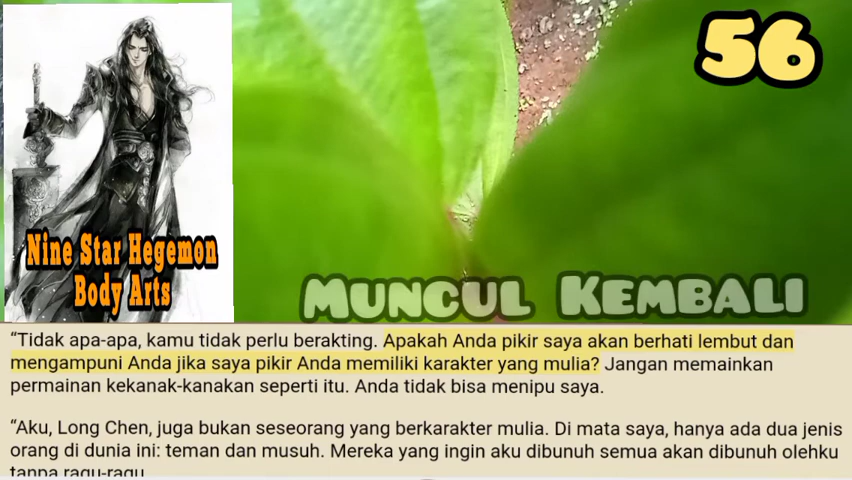 56
Nine Star Hegemon
Body Arts
MUNCUL KEMBALI
“Tidak apa-apa, kamu tidak perlu berakting. Apakah Anda pikir saya akan berhati lembut dan
mengampuni Anda jika saya pikir Anda memiliki karakter yang mulia? Jangan memainkan
permainan kekanak-kanakan seperti itu. Anda tidak bisa menipu saya.
“Aku, Long Chen, juga bukan seseorang yang berkarakter mulia. Di mata saya, hanya ada dua jenis
orang di dunia ini: teman dan musuh. Mereka yang ingin aku dibunuh semua akan dibunuh olehku
tanpa ragu-ragu